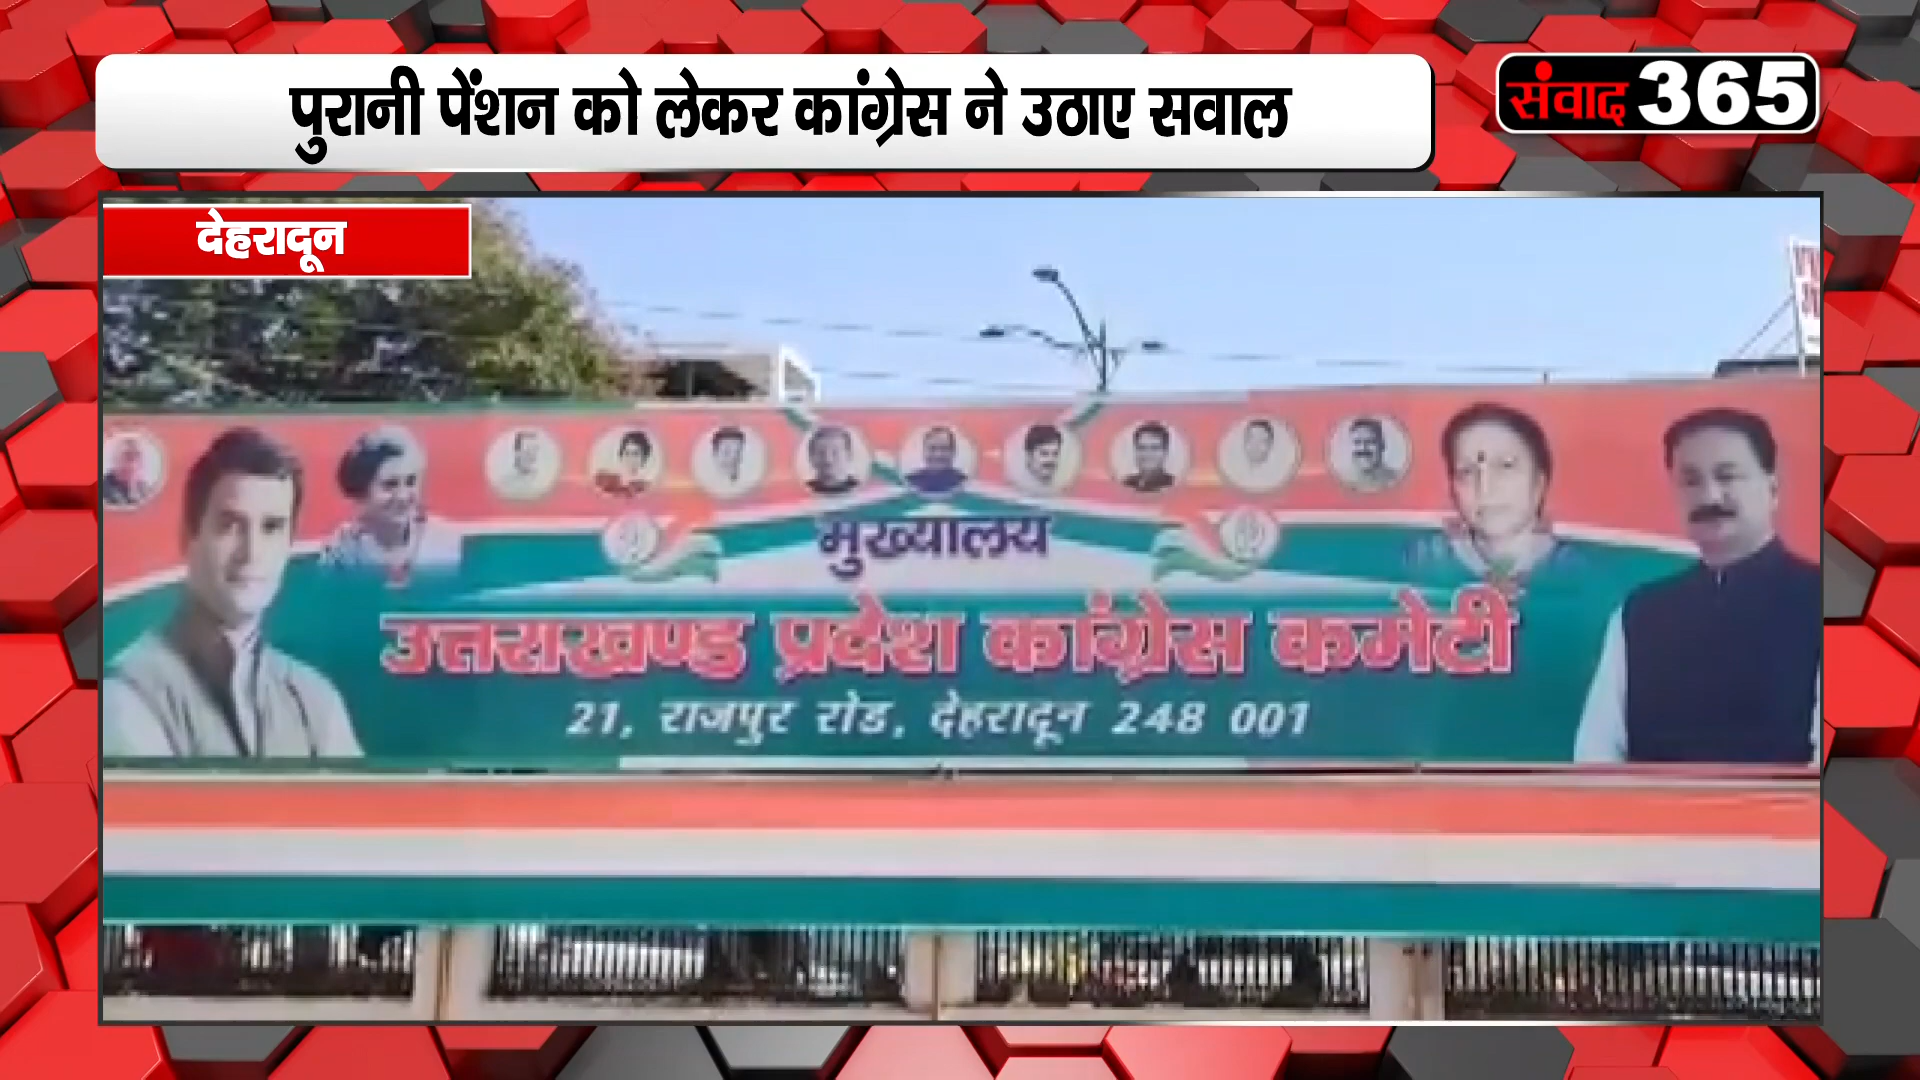 पुरानी पेंशन को लेकर कांग्रेस ने उठाए सवाल
संवाद 365
देहरादून
मुख्यालय
उत्तराखण्ड प्रदेश कांग्रेस कमेटी
21, राजपुर रोड, देहरादून 248 001